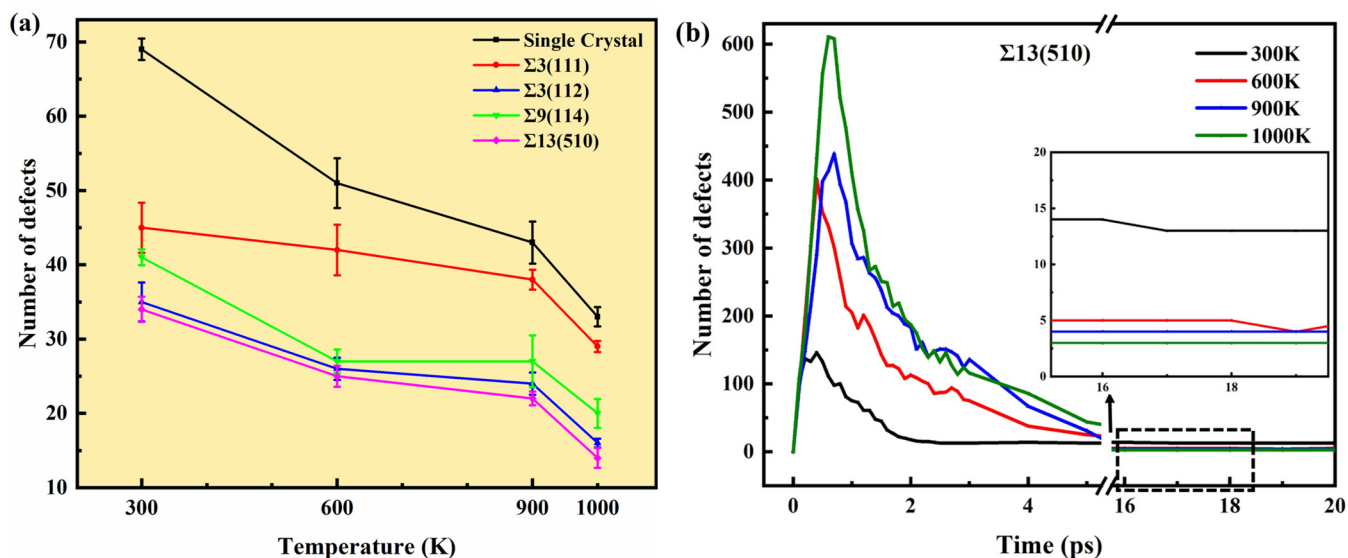 (a)
Number of defects
70
60
50
40
30
20
10
300
600
900
1000
Temperature (K)
Single Crystal
Σ3(111)
Σ3(112)
Σ9(114)
Σ13(510)
(b)
Number of defects
600
500
400
300
200
100
0
0
2
4
16
18
20
Time (ps)
Σ13(510)
300K
600K
900K
1000K
20
15
10
5
0
16
18